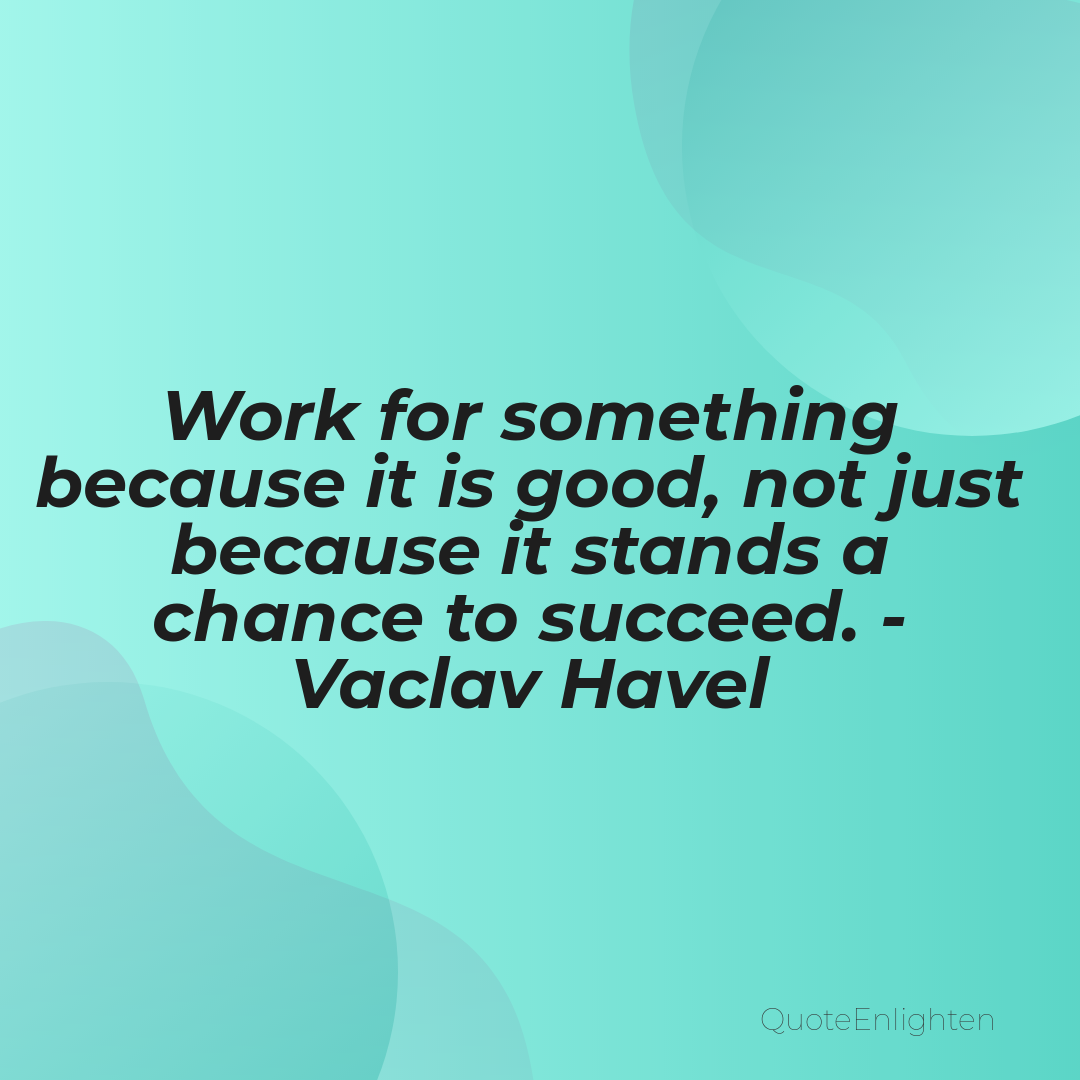 Work for something
because it is good, not just
because it stands a
chance to succeed. -
Vaclav Havel
QuoteEnlighten